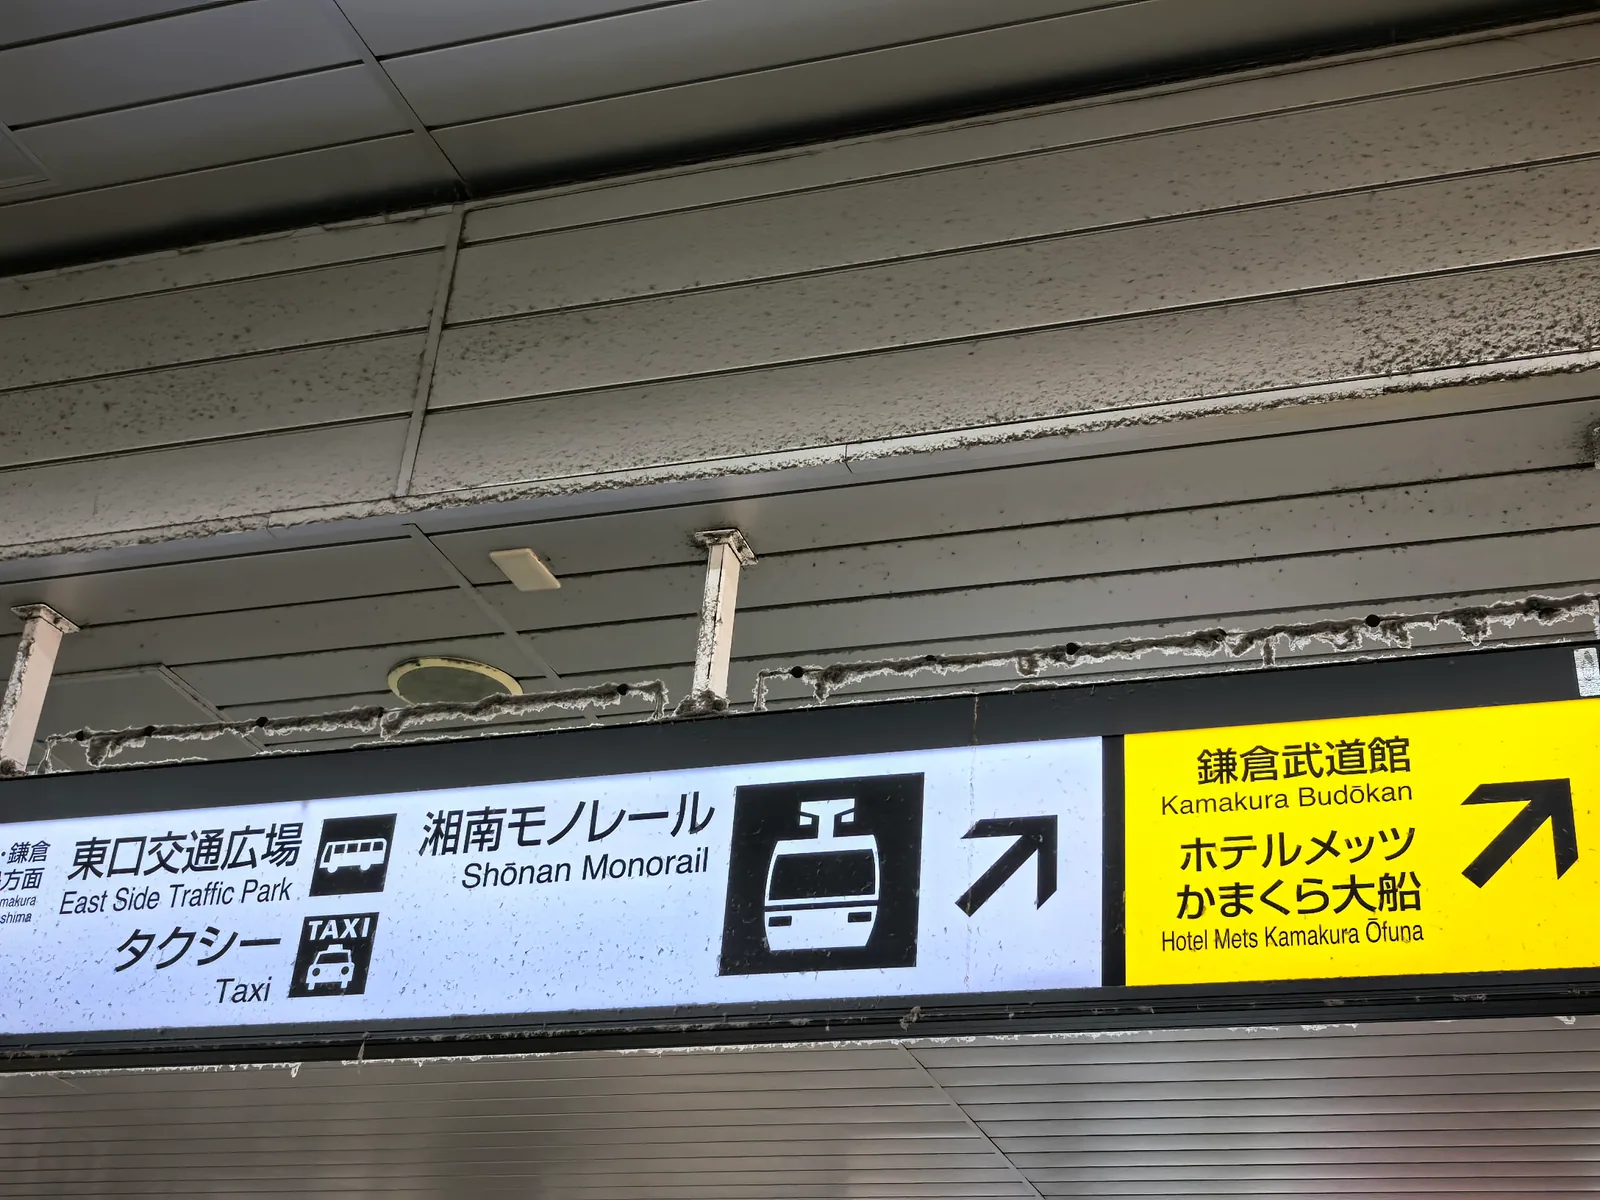 ・鎌倉
方面
makura
shima
東口交通広場
East Side Traffic Park
タクシー
Taxi
TAXI
湘南モノレール
Shōnan Monorail
鎌倉武道館
Kamakura Budōkan
ホテルメッツ
かまくら大船
Hotel Mets Kamakura Ōfuna